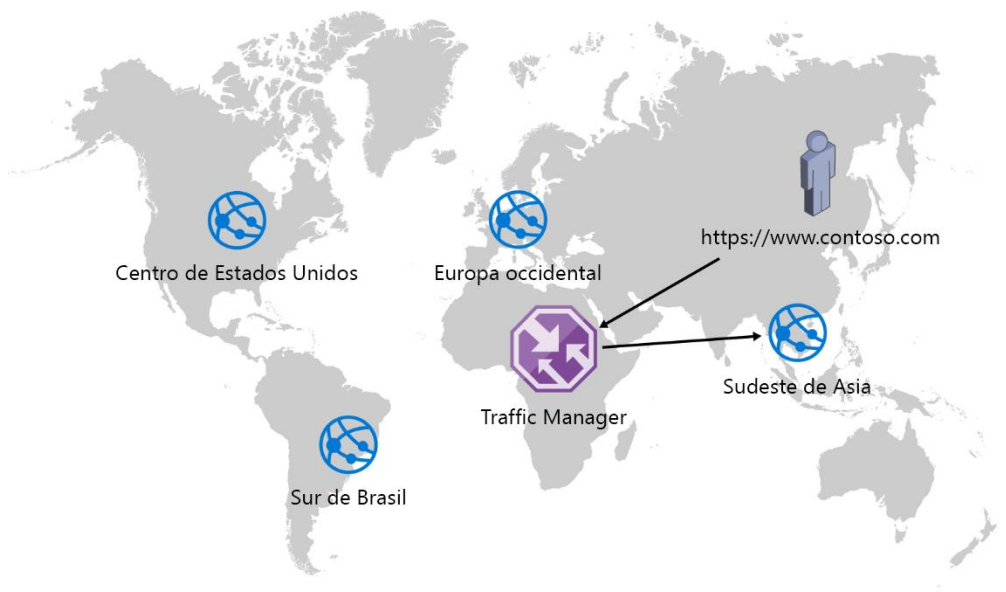 https://www.contoso.com
Centro de Estados Unidos
Europa occidental
Sudeste de Asia
Traffic Manager
Sur de Brasil